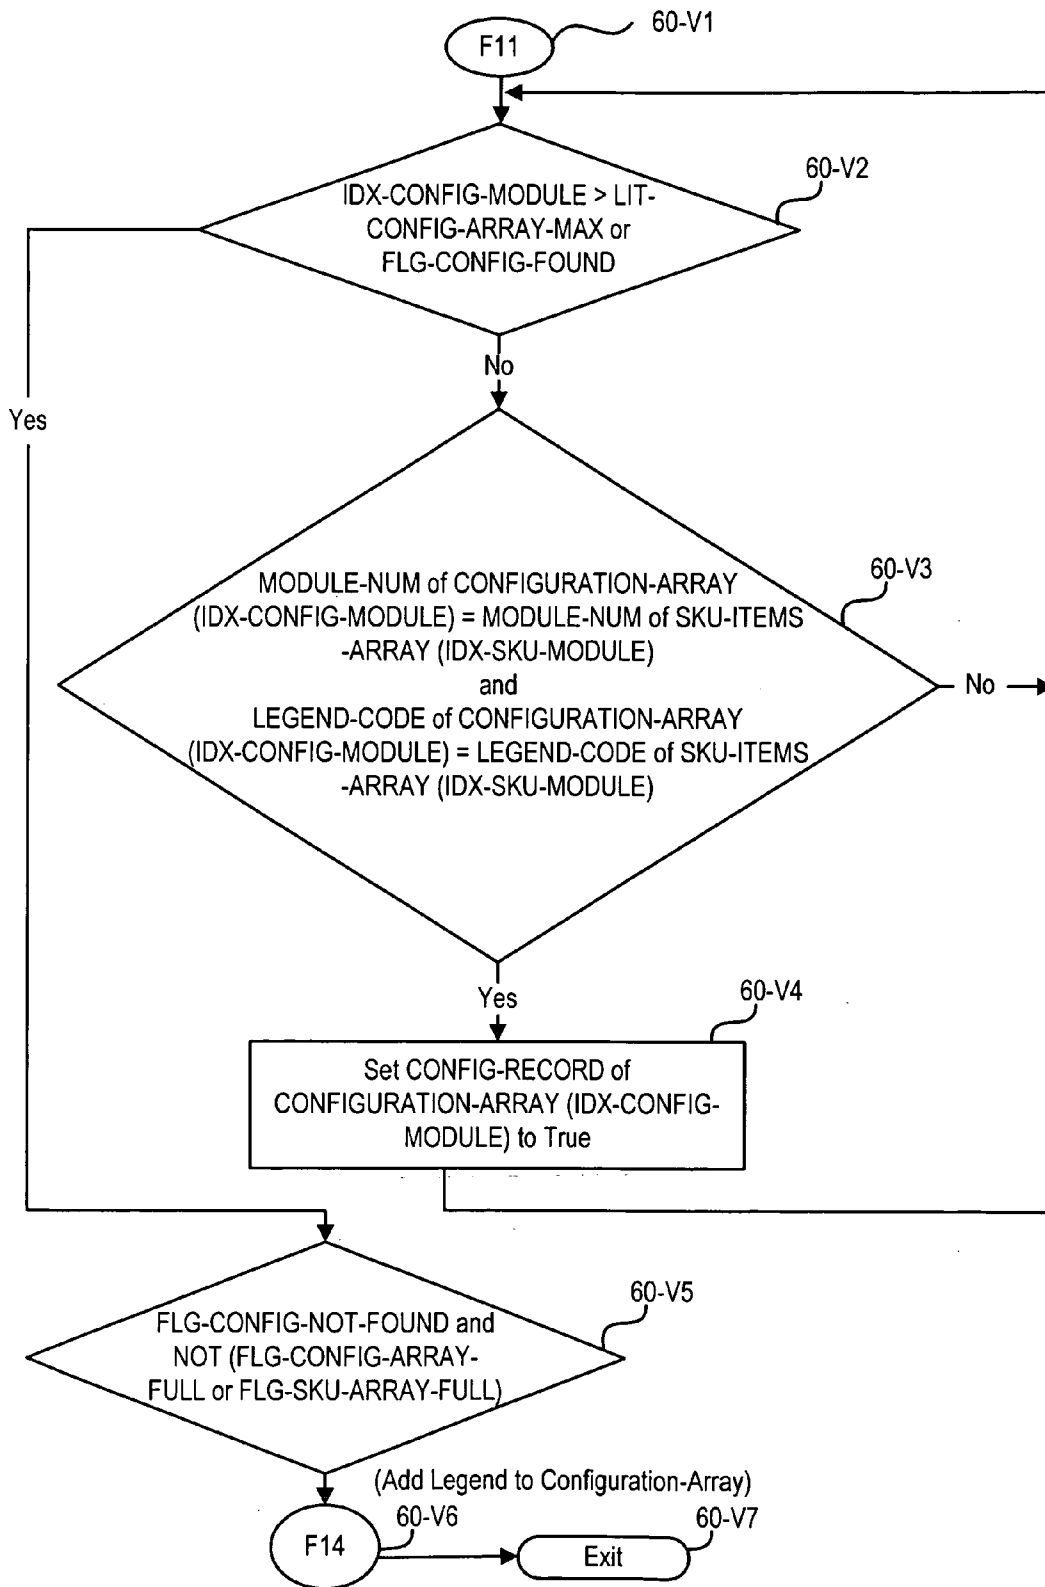 F11
60-V1
60-V2
IDX-CONFIG-MODULE > LIT-
CONFIG-ARRAY-MAX or
FLG-CONFIG-FOUND
No
Yes
60-V3
MODULE-NUM of CONFIGURATION-ARRAY
(IDX-CONFIG-MODULE) = MODULE-NUM of SKU-ITEMS
-ARRAY (IDX-SKU-MODULE)
and
LEGEND-CODE of CONFIGURATION-ARRAY
(IDX-CONFIG-MODULE) = LEGEND-CODE of SKU-ITEMS
-ARRAY (IDX-SKU-MODULE)
No
Yes
60-V4
Set CONFIG-RECORD of
CONFIGURATION-ARRAY (IDX-CONFIG-
MODULE) to True
60-V5
FLG-CONFIG-NOT-FOUND and
NOT (FLG-CONFIG-ARRAY-
FULL or FLG-SKU-ARRAY-FULL)
(Add Legend to Configuration-Array)
60-V6
60-V7
F14
Exit